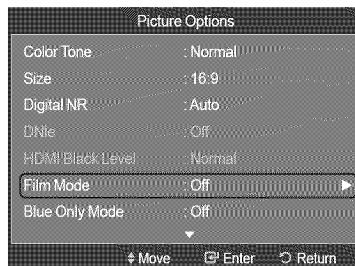 Picture Options
Color Tone : Normal
Size : 16:9
Digital NR : Auto
DNIe : Off
HDMI Black Level : Normal
Film Mode : Off
Blue Only Mode : Off
Move Enter Return